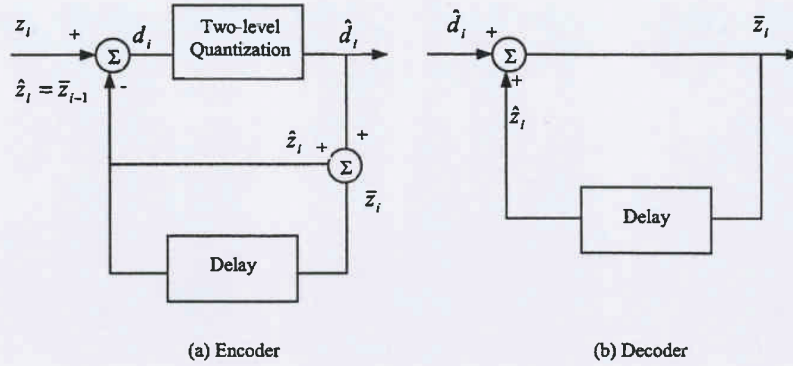 z_i + d_i Two-level Quantization d̂_i
Σ
ẑ_i = z̄_{i-1} -
ẑ_i + +
Σ
z̄_i
Delay
(a) Encoder
d̂_i + z̄_i
Σ
+
ẑ_i
Delay
(b) Decoder